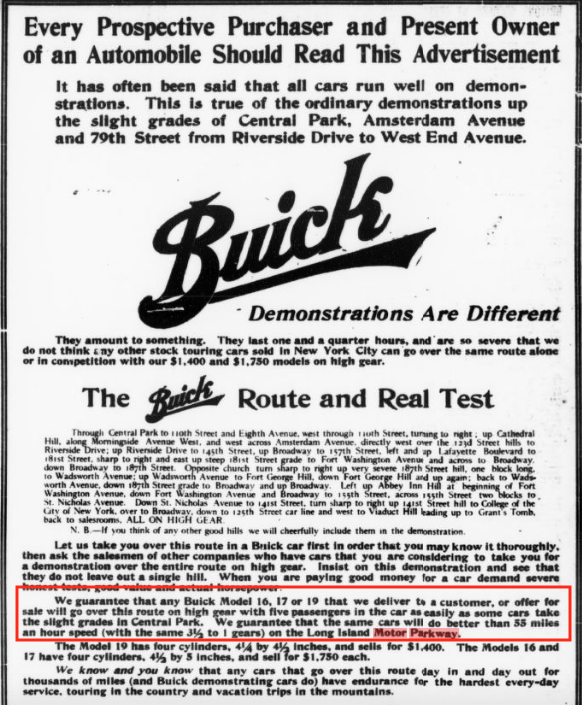 Every Prospective Purchaser and Present Owner
of an Automobile Should Read This Advertisement
It has often been said that all cars run well on demon-
strations. This is true of the ordinary demonstrations up
the slight grades of Central Park, Amsterdam Avenue
and 79th Street from Riverside Drive to West End Avenue.
Buick
Demonstrations Are Different
They amount to something. They last one and a quarter hours, and are so severe that we
do not think any other stock touring cars sold in New York City can go over the same route alone
or in competition with our $1,400 and $1,750 models on high gear.
The Buick Route and Real Test
Through Central Park to 110th Street and Eighth Avenue, west through 110th Street, turning to right; up Cathedral
Hill, along Morningside Avenue West, and west across Amsterdam Avenue, directly west over the 123d Street hills to
Riverside Drive; up Riverside Drive to 145th Street, up Broadway to 157th Street, left and up Lafayette Boulevard to
181st Street, sharp to right and east up steep 181st Street grade to Fort Washington Avenue and across to Broadway,
down Broadway to 187th Street. Opposite church turn sharp to right up very severe 187th Street hill, one block long,
to Wadsworth Avenue; up Wadsworth Avenue to Fort George Hill, down Fort George Hill and up again; back to Wads-
worth Avenue, down 187th Street grade to Broadway and up Broadway. Left up Abbey Inn Hill at beginning of Fort
Washington Avenue, down Fort Washington Avenue and Broadway to 155th Street, across 155th Street two blocks to
St. Nicholas Avenue. Down St. Nicholas Avenue to 141st Street, turn sharp to right up 141st Street hill to College of the
City of New York, over to Broadway, down to 125th Street car line and west to Viaduct Hill leading up to Grant's Tomb,
back to salesrooms. ALL ON HIGH GEAR.
N. B.—If you think of any other good hills we will cheerfully include them in the demonstration.
Let us take you over this route in a Buick car first in order that you may know it thoroughly,
then ask the salesmen of other companies who have cars that you are considering to take you for
a demonstration over the entire route on high gear. Insist on this demonstration and see that
they do not leave out a single hill. When you are paying good money for a car demand severe
honest tests, good value and actual horsepower.
We guarantee that any Buick Model 16, 17 or 19 that we deliver to a customer, or offer for
sale will go over this route on high gear with five passengers in the car as easily as some cars take
the slight grades in Central Park. We guarantee that the same cars will do better than 55 miles
an hour speed (with the same 3½ to 1 gears) on the Long Island Motor Parkway.
The Model 19 has four cylinders, 4¼ by 4½ inches, and sells for $1,400. The Models 16 and
17 have four cylinders, 4½ by 5 inches, and sell for $1,750 each.
We know and you know that any cars that go over this route day in and day out for
thousands of miles (and Buick demonstrating cars do) have endurance for the hardest every-day
service, touring in the country and vacation trips in the mountains.